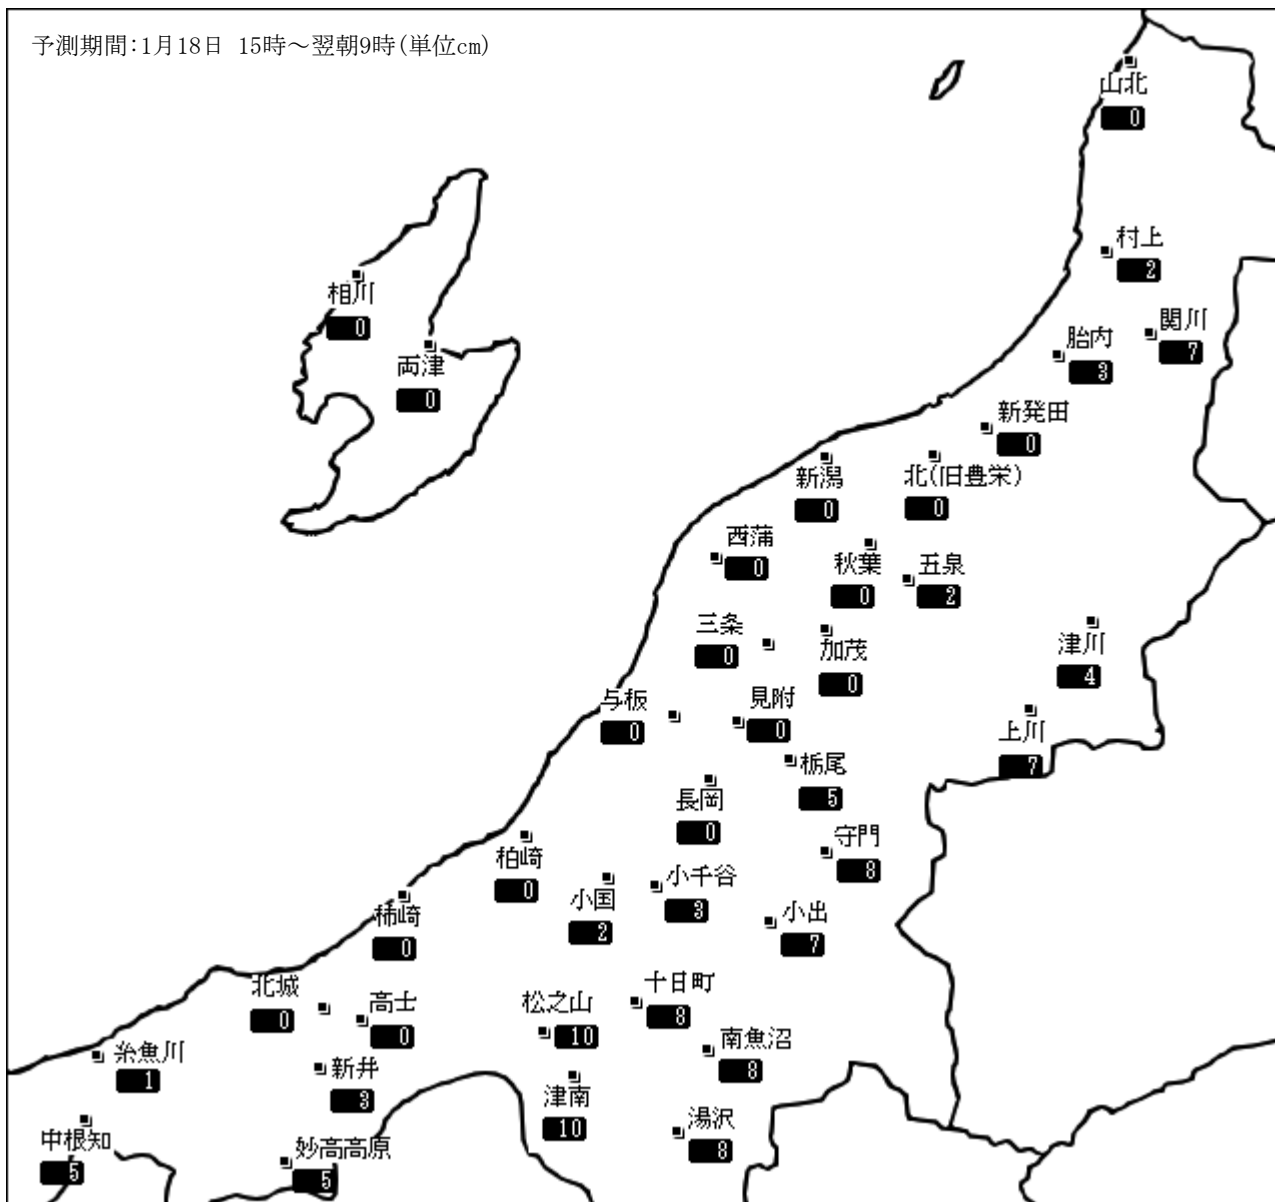 予測期間:1月18日 15時～翌朝9時(単位cm)
山北
0
村上
2
相川
0
関川
7
胎内
3
両津
0
新発田
0
新潟
0
北(旧豊栄)
0
西蒲
0
秋葉
0
五泉
2
三条
0
加茂
0
津川
4
与板
0
見附
0
上川
7
栃尾
5
長岡
0
守門
8
柏崎
0
小国
2
小千谷
3
小出
7
柿崎
0
北城
0
高士
0
松之山
10
十日町
8
南魚沼
8
糸魚川
1
新井
3
津南
10
湯沢
8
中根知
5
妙高高原
5